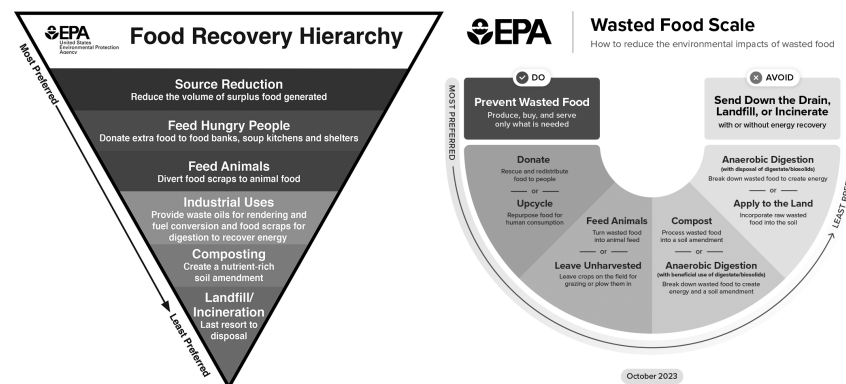 EPA
United States
Environmental Protection
Agency
Food Recovery Hierarchy
Most Preferred
Source Reduction
Reduce the volume of surplus food generated
Feed Hungry People
Donate extra food to food banks, soup kitchens and shelters
Feed Animals
Divert food scraps to animal food
Industrial Uses
Provide waste oils for rendering and
fuel conversion and food scraps for
digestion to recover energy
Composting
Create a nutrient-rich
soil amendment
Landfill/
Incineration
Last resort to
disposal
Least Preferred
EPA
Wasted Food Scale
How to reduce the environmental impacts of wasted food
MOST PREFERRED
DO
Prevent Wasted Food
Produce, buy, and serve
only what is needed
Donate
Rescue and redistribute
food to people
or
Upcycle
Repurpose food for
human consumption
Feed Animals
Turn wasted food
into animal feed
or
Leave Unharvested
Leave crops on the field for
grazing or plow them in
Compost
Process wasted food
into a soil amendment
or
Anaerobic Digestion
(with beneficial use of digestate/biosolids)
Break down wasted food to create
energy and a soil amendment
Anaerobic Digestion
(with disposal of digestate/biosolids)
Break down wasted food to create energy
or
Apply to the Land
Incorporate raw wasted
food into the soil
AVOID
Send Down the Drain,
Landfill, or Incinerate
with or without energy recovery
LEAST PREF
October 2023